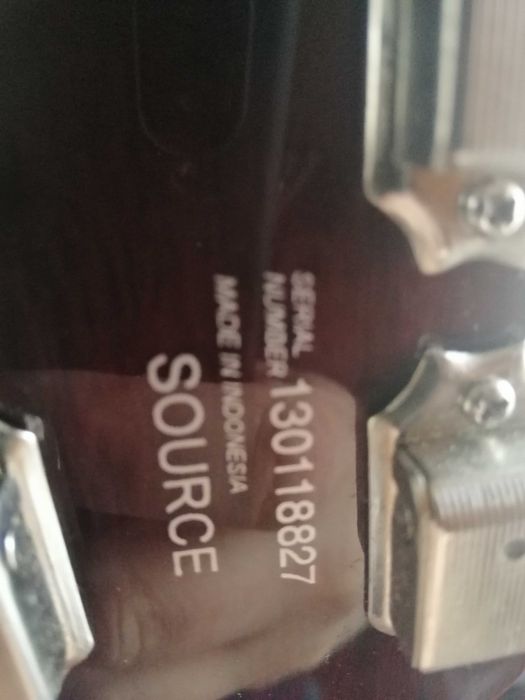 SERIAL
NUMBER 130118827
MADE IN INDONESIA
SOURCE